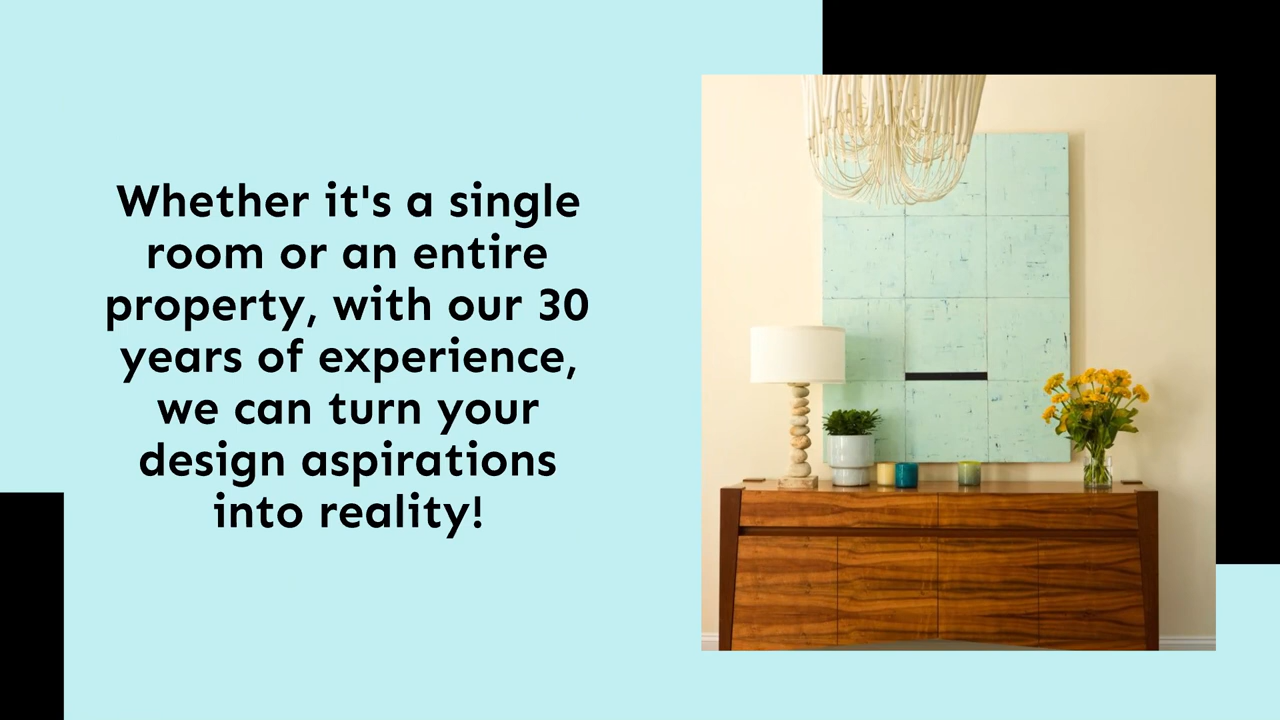 Whether it's a single
room or an entire
property, with our 30
years of experience,
we can turn your
design aspirations
into reality!